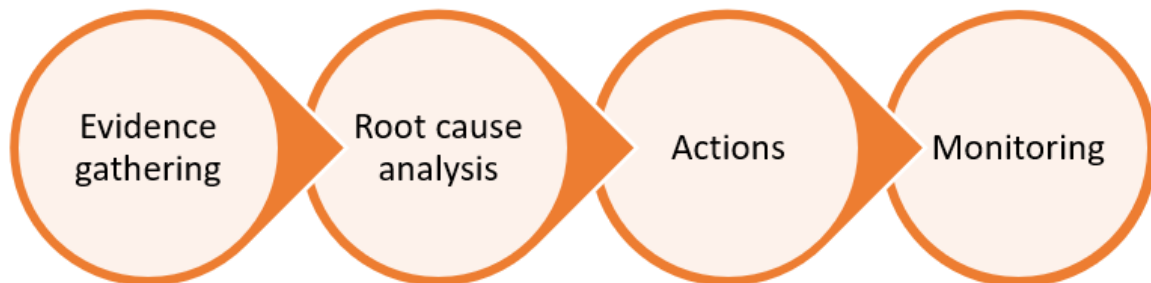 Evidence
gathering
Root cause
analysis
Actions
Monitoring